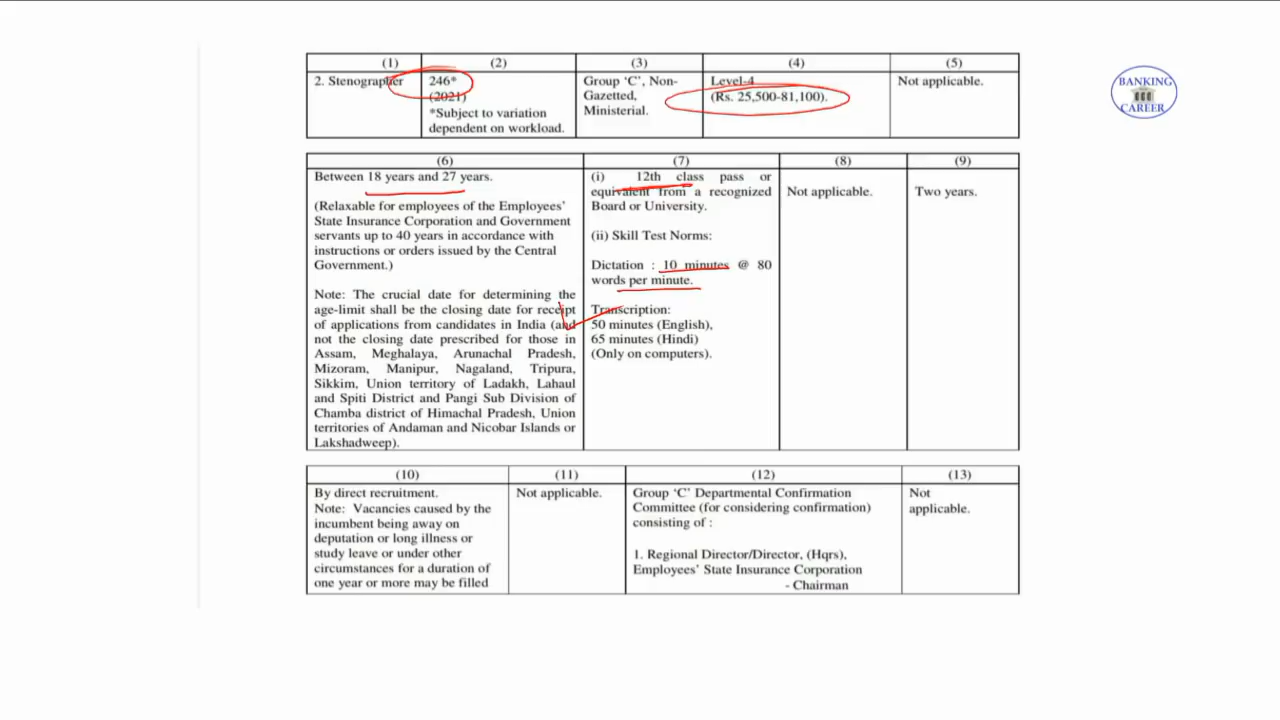 (1) (2) (3) (4) (5)
2. Stenographer
246*
(2021)
*Subject to variation
dependent on workload.
Group ‘C’, Non-
Gazetted,
Ministerial.
Level-4
(Rs. 25,500-81,100).
Not applicable.
BANKING
CAREER
(6) (7) (8) (9)
Between 18 years and 27 years.
(Relaxable for employees of the Employees’
State Insurance Corporation and Government
servants up to 40 years in accordance with
instructions or orders issued by the Central
Government.)
Note: The crucial date for determining the
age-limit shall be the closing date for receipt
of applications from candidates in India (and
not the closing date prescribed for those in
Assam, Meghalaya, Arunachal Pradesh,
Mizoram, Manipur, Nagaland, Tripura,
Sikkim, Union territory of Ladakh, Lahaul
and Spiti District and Pangi Sub Division of
Chamba district of Himachal Pradesh, Union
territories of Andaman and Nicobar Islands or
Lakshadweep).
(i) 12th class pass or
equivalent from a recognized
Board or University.
(ii) Skill Test Norms:
Dictation : 10 minutes @ 80
words per minute.
Transcription:
50 minutes (English),
65 minutes (Hindi)
(Only on computers).
Not applicable.
Two years.
(10) (11) (12) (13)
By direct recruitment.
Note: Vacancies caused by the
incumbent being away on
deputation or long illness or
study leave or under other
circumstances for a duration of
one year or more may be filled
Not applicable.
Group ‘C’ Departmental Confirmation
Committee (for considering confirmation)
consisting of :
1. Regional Director/Director, (Hqrs),
Employees’ State Insurance Corporation
- Chairman
Not
applicable.